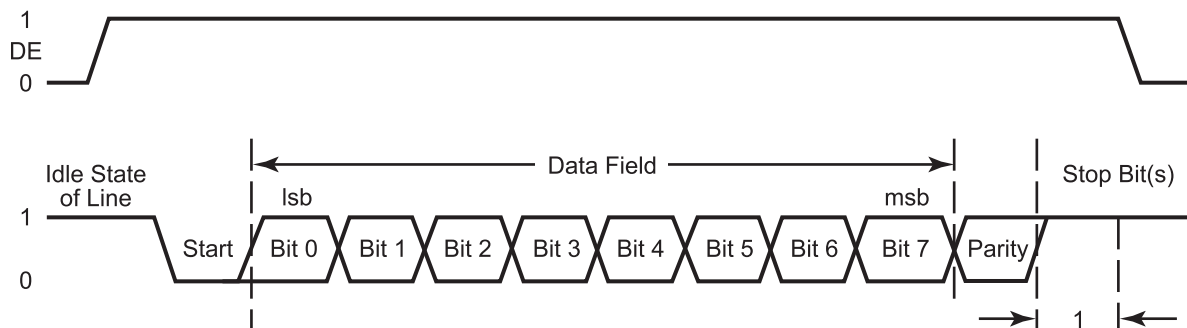 1
DE
0
Data Field
Idle State
of Line
Stop Bit(s)
lsb
msb
1
Start
Bit 0
Bit 1
Bit 2
Bit 3
Bit 4
Bit 5
Bit 6
Bit 7
Parity
0
1